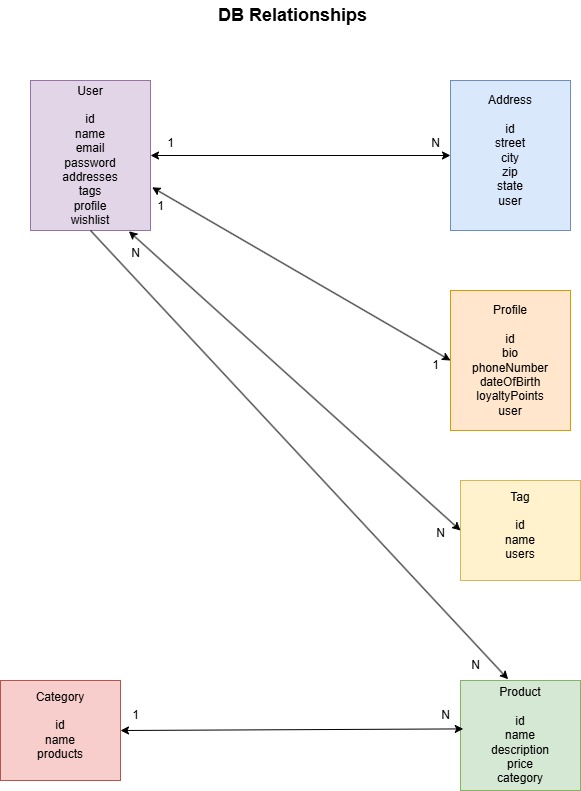 DB Relationships
User
id
name
email
password
addresses
tags
profile
wishlist
1
N
Address
id
street
city
zip
state
user
1
1
Profile
id
bio
phoneNumber
dateOfBirth
loyaltyPoints
user
N
N
Tag
id
name
users
N
Category
id
name
products
1
N
Product
id
name
description
price
category